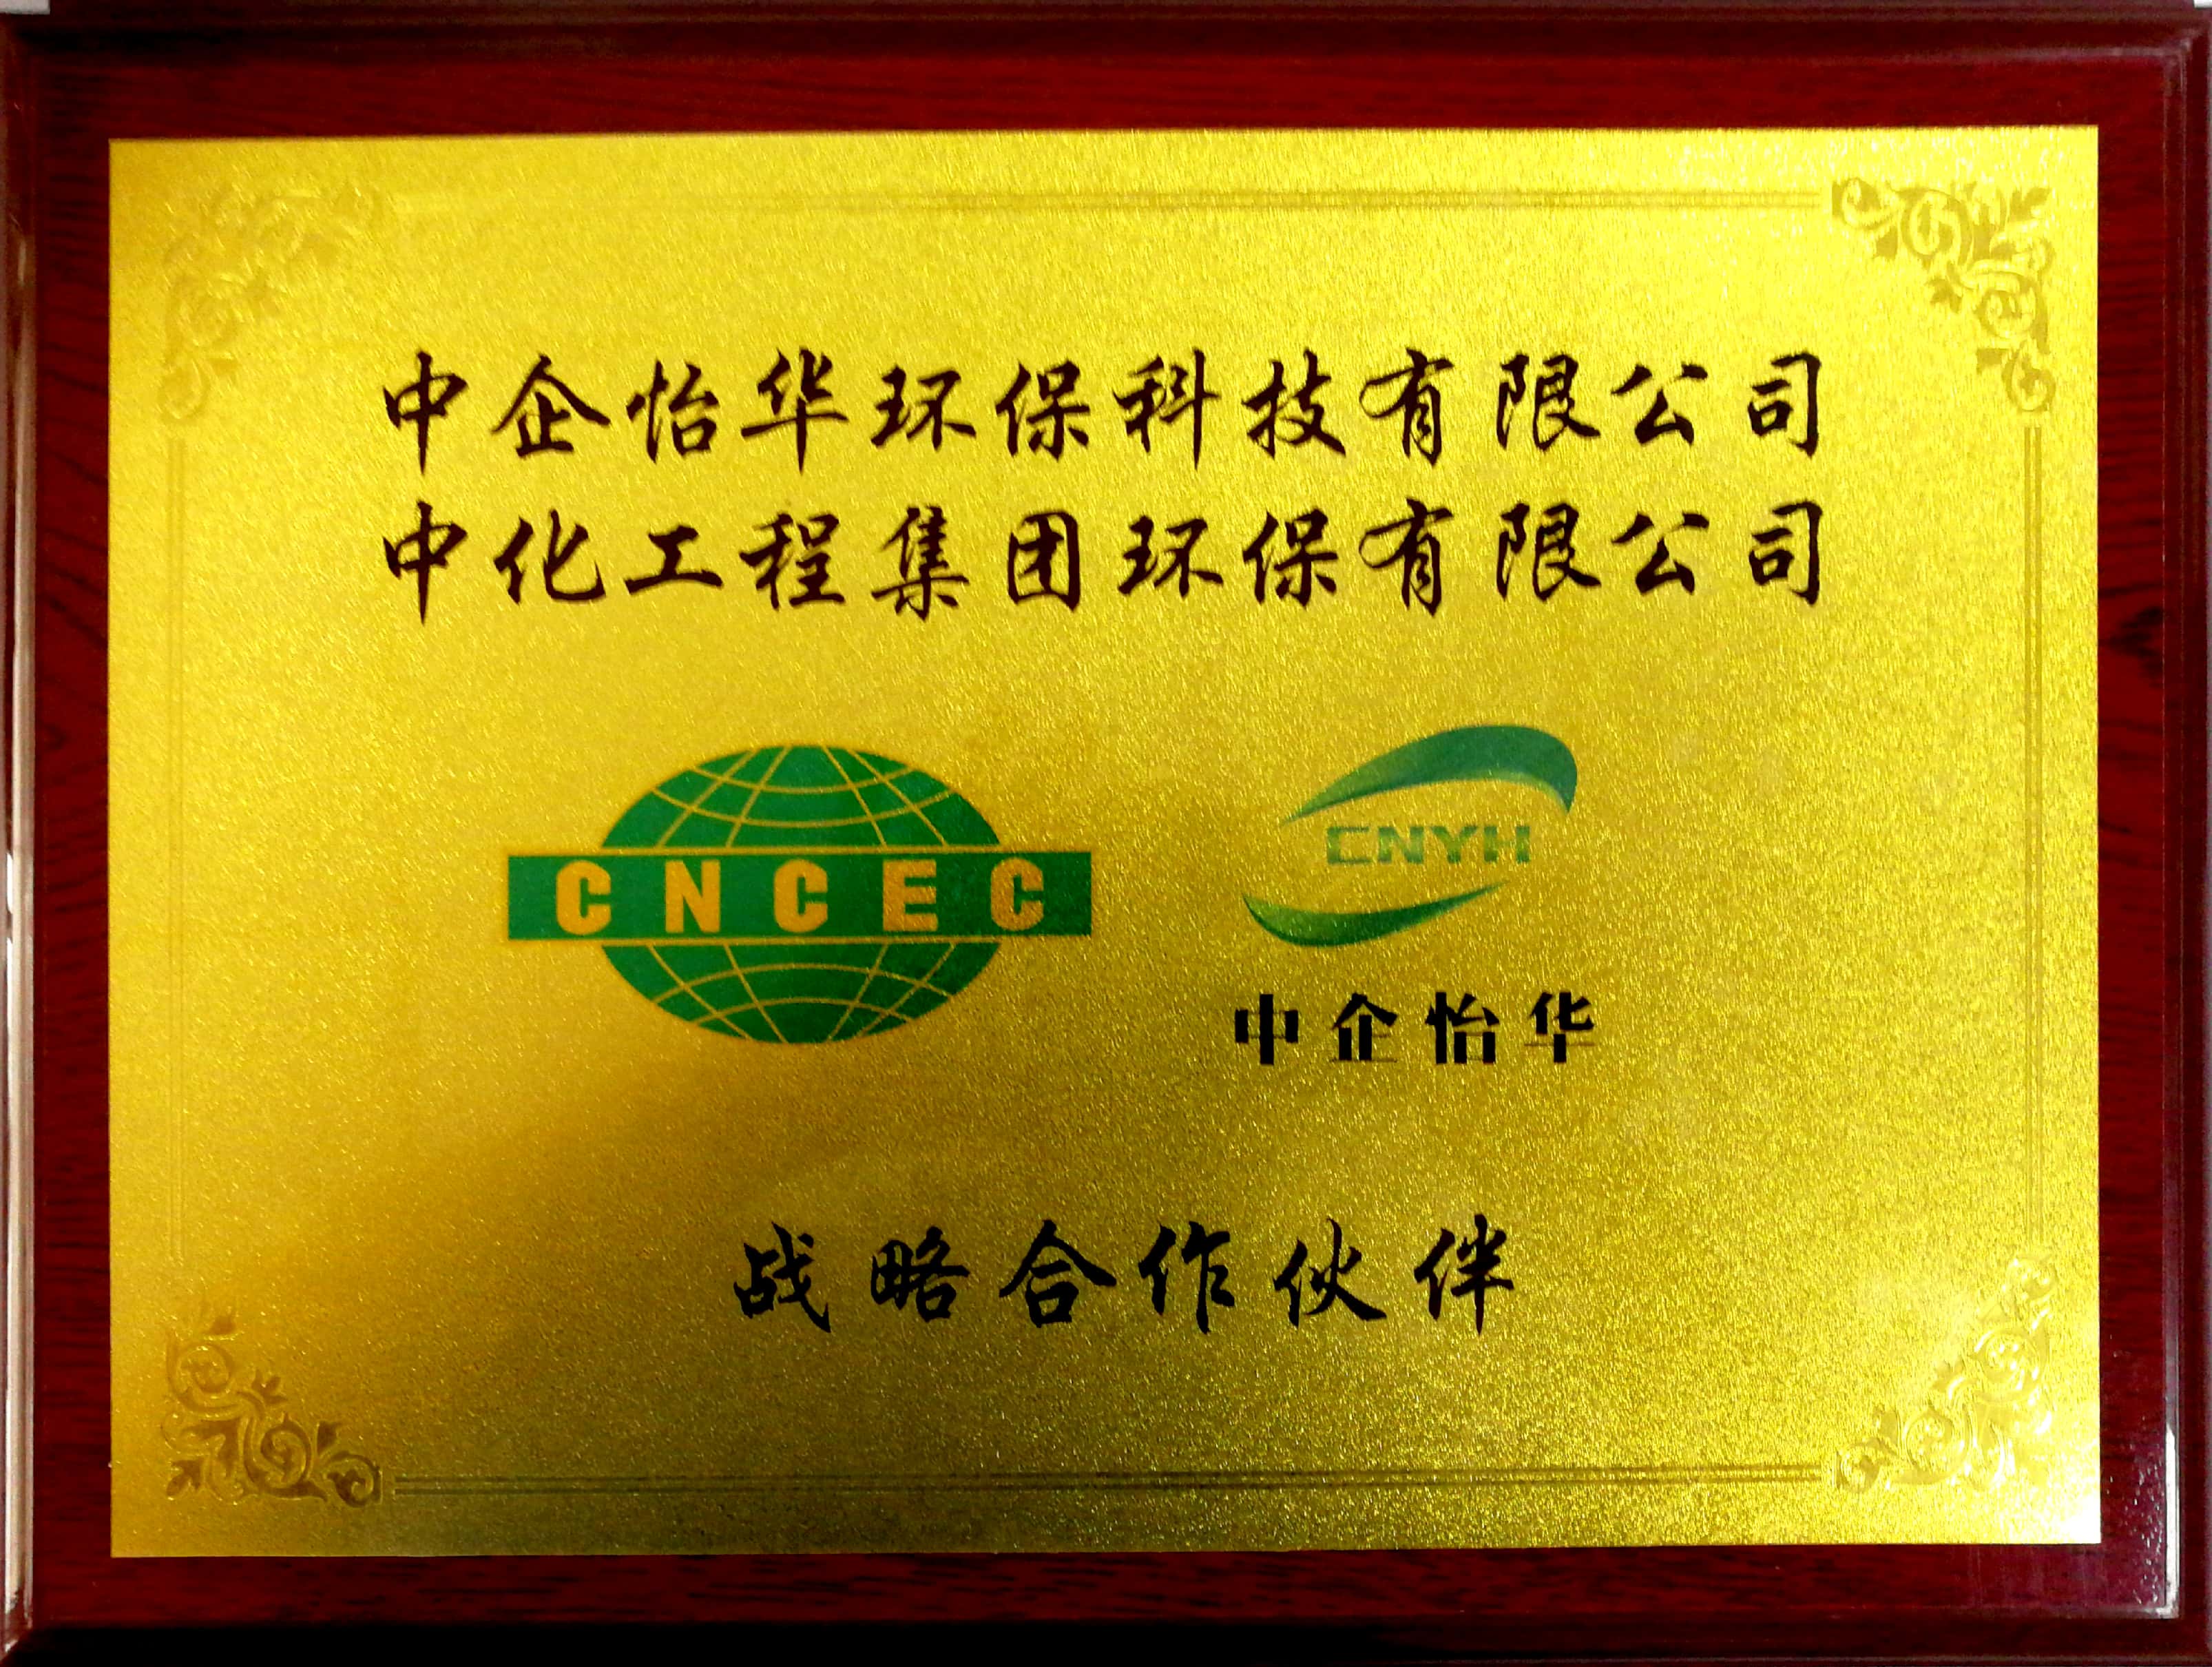 中企怡华环保科技有限公司
中化工程集团环保有限公司
CNCEC
CNYH
中企怡华
战略合作伙伴